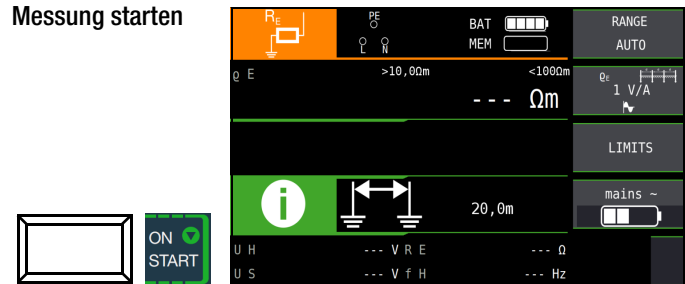 Messung starten
RE
PE
L N
BAT
MEM
RANGE
AUTO
ϱ E >10,0Ωm <100Ωm
--- Ωm
ϱE
1 V/A
LIMITS
i
20,0m
mains ~
ON
START
U H --- V R E --- Ω
U S --- V f H --- Hz